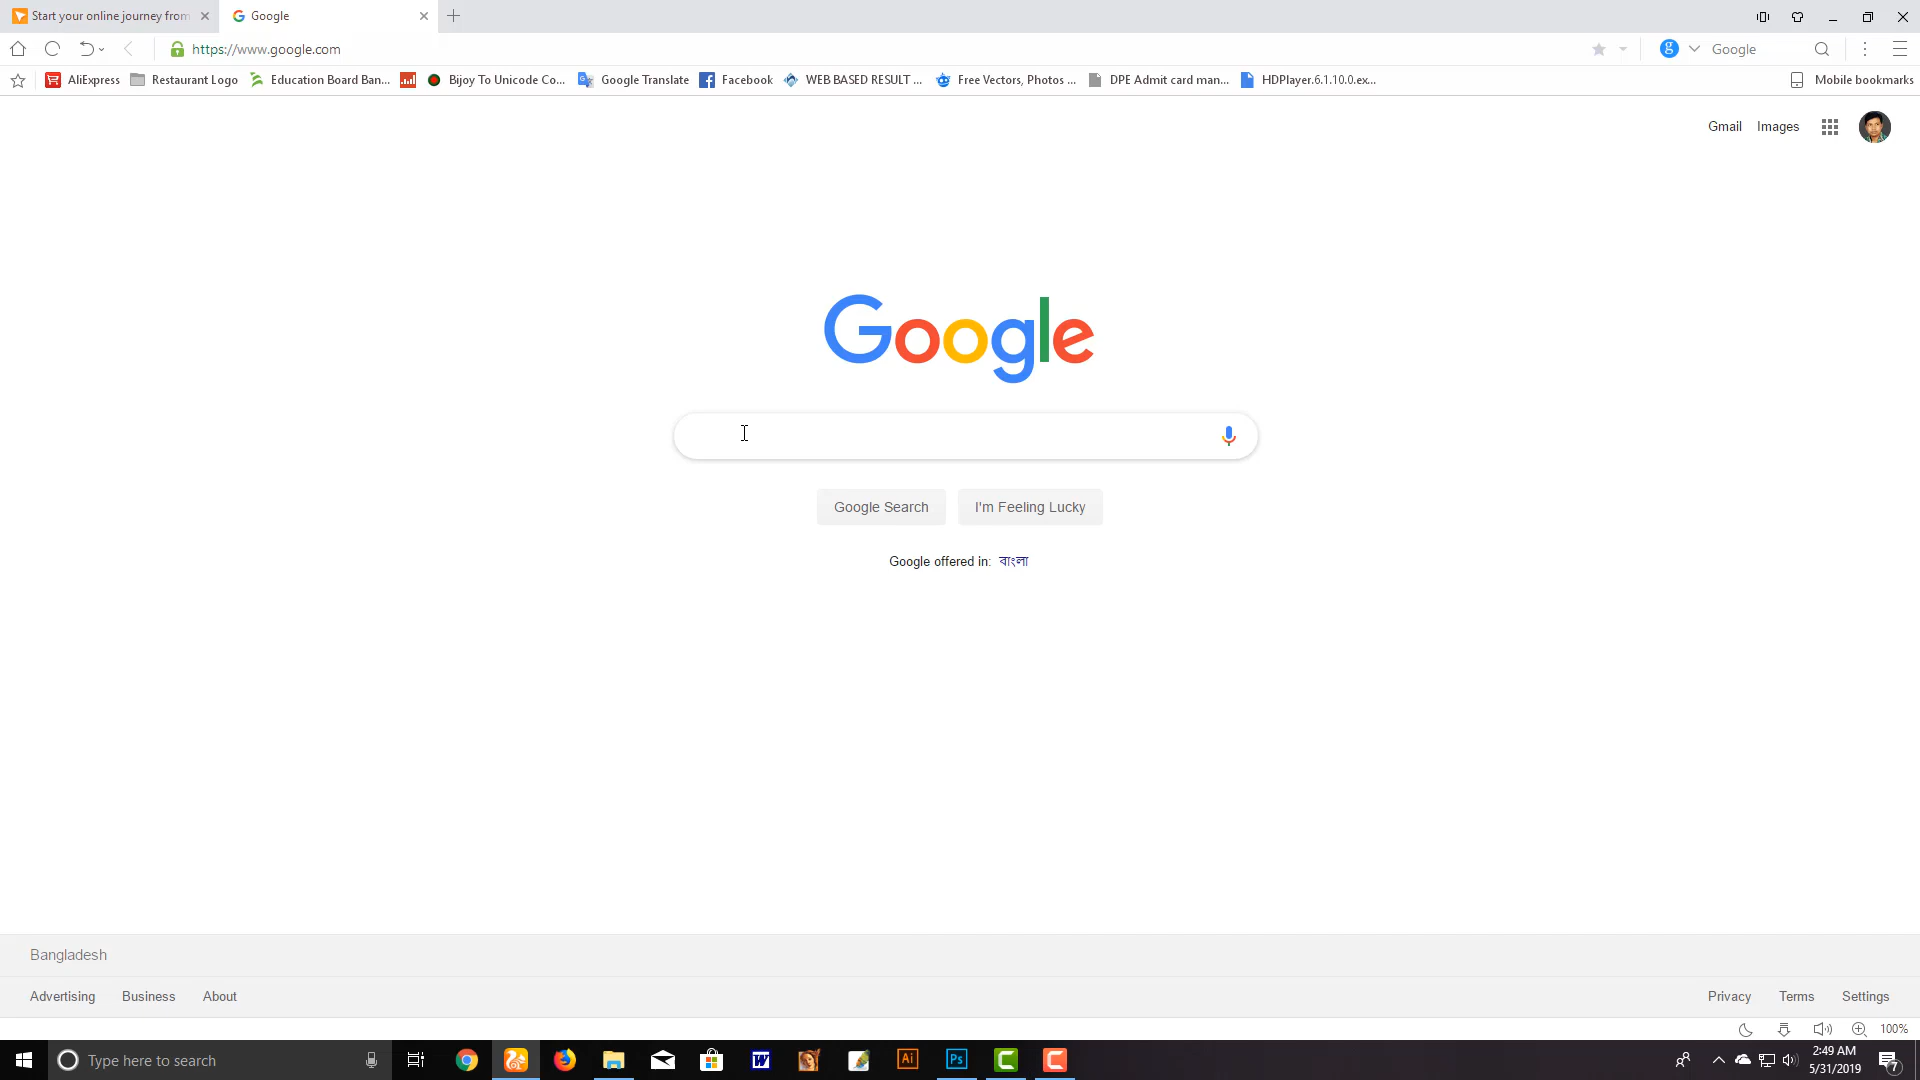 Start your online journey from
Google
https://www.google.com
Google
AliExpress
Restaurant Logo
Education Board Ban...
Bijoy To Unicode Co...
Google Translate
Facebook
WEB BASED RESULT ...
Free Vectors, Photos ...
DPE Admit card man...
HDPlayer.6.1.10.0.ex...
Mobile bookmarks
Gmail
Images
Google
Google Search
I'm Feeling Lucky
Google offered in: বাংলা
Bangladesh
Advertising
Business
About
Privacy
Terms
Settings
100%
Type here to search
Ai
Ps
2:49 AM
5/31/2019
7